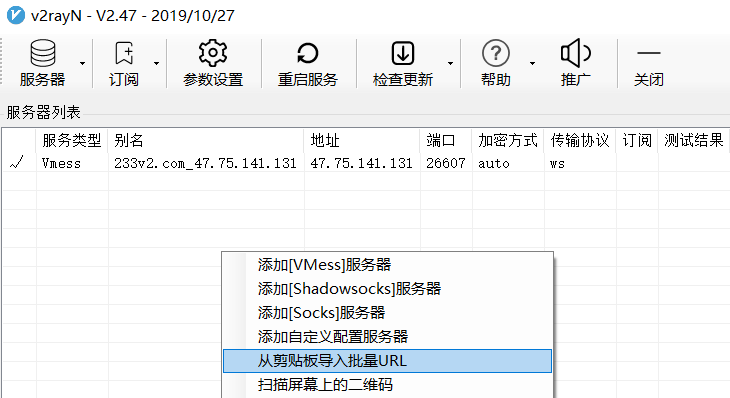 v2rayN - V2.47 - 2019/10/27
服务器 订阅 参数设置 重启服务 检查更新 帮助 推广 关闭
服务器列表
服务类型 别名 地址 端口 加密方式 传输协议 订阅 测试结果
Vmess 233v2.com_47.75.141.131 47.75.141.131 26607 auto ws
添加[VMess]服务器
添加[Shadowsocks]服务器
添加[Socks]服务器
添加自定义配置服务器
从剪贴板导入批量URL
扫描屏幕上的二维码